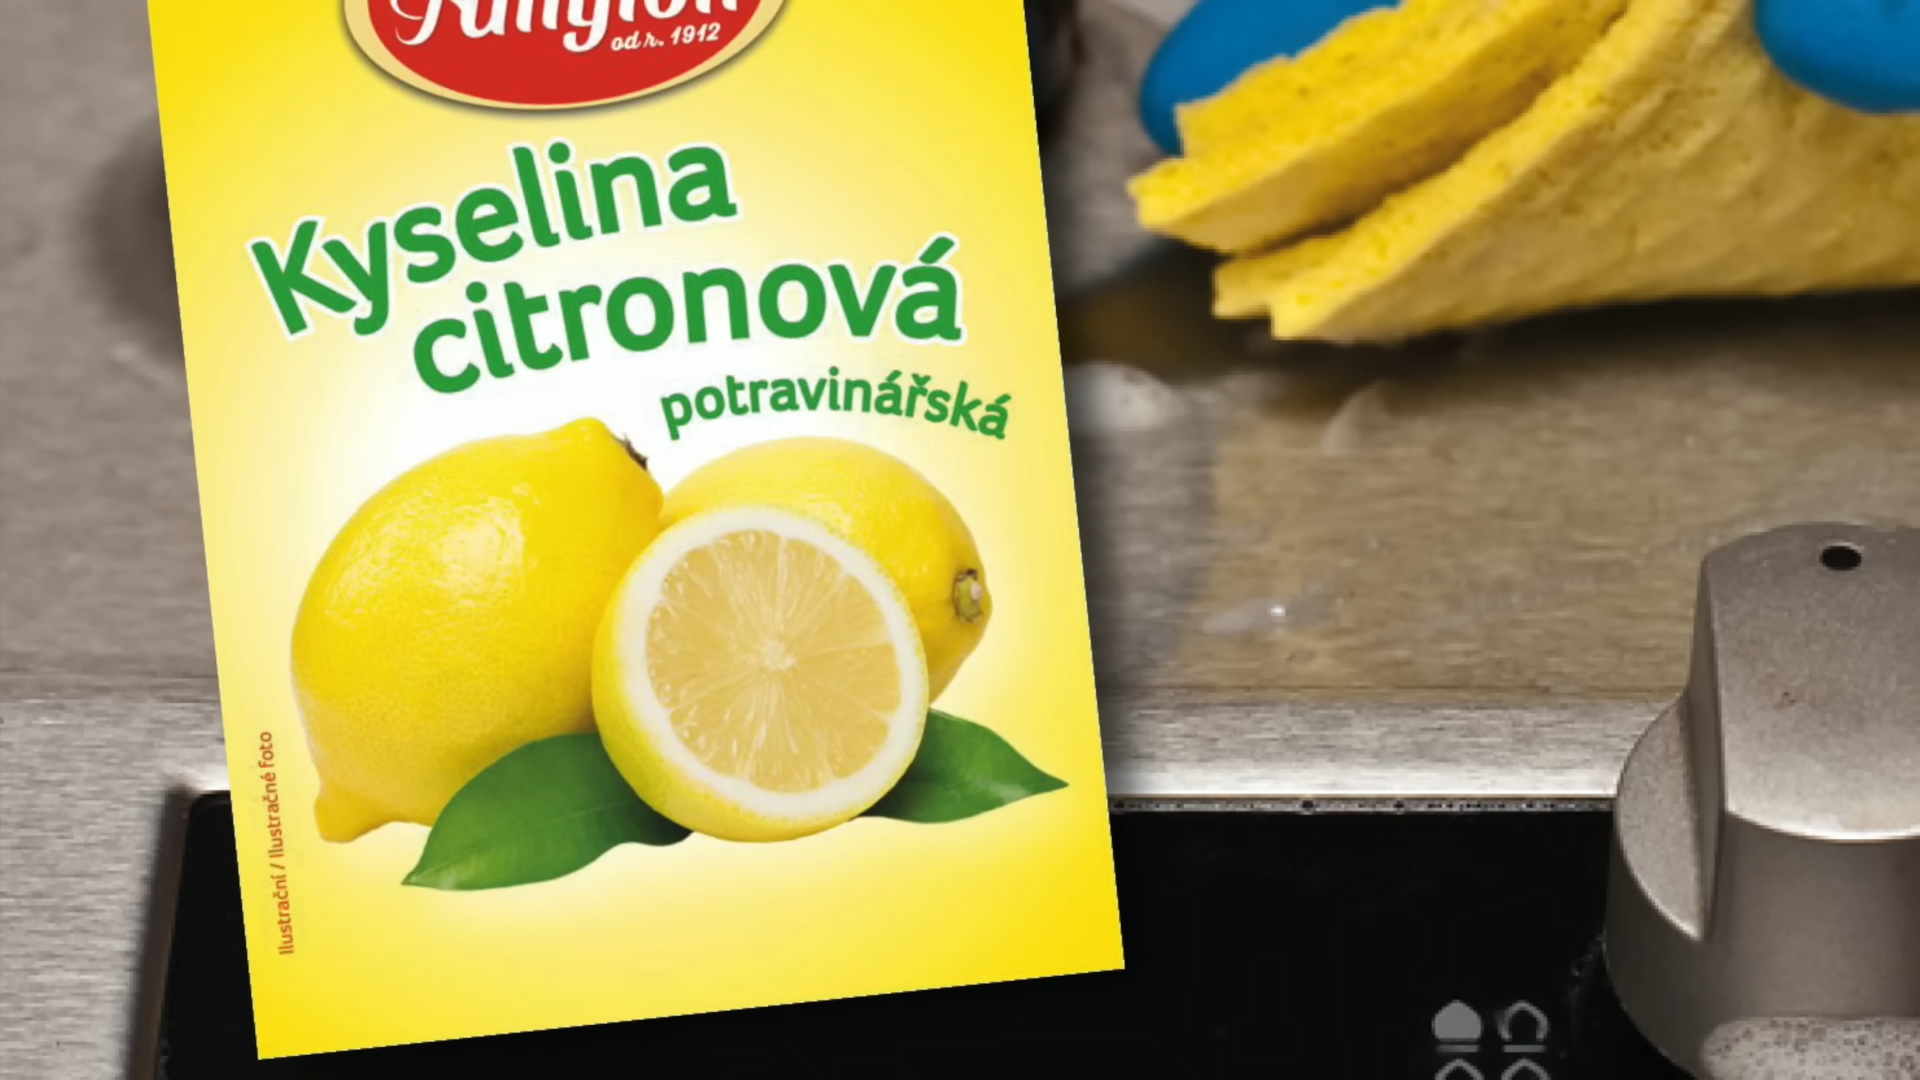 od r. 1912
Kyselina
citronová
potravinářská
Ilustrační / Ilustračné foto